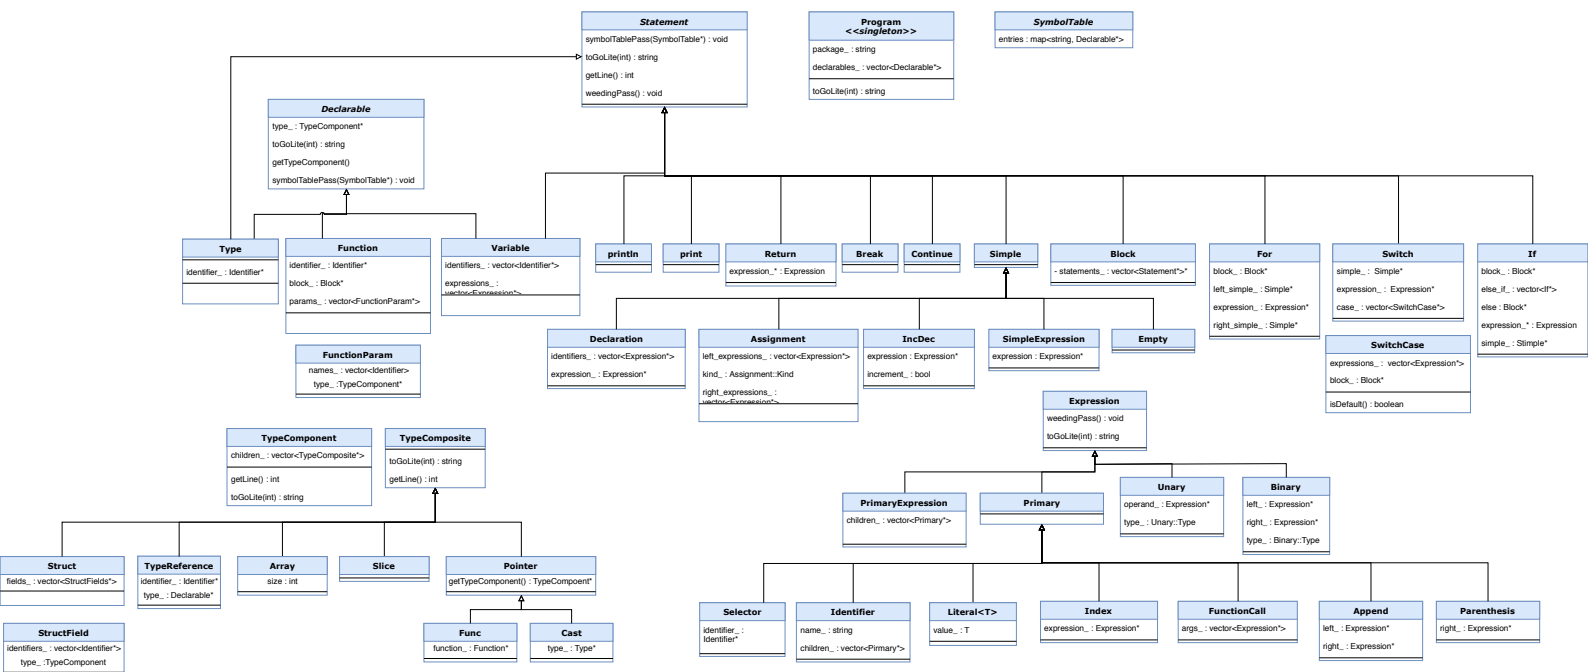 Statement
symbolTablePass(SymbolTable*) : void
toGoLite(int) : string
getLine() : int
weedingPass() : void
Program
<<singleton>>
package_ : string
declarables_ : vector<Declarable*>
toGoLite(int) : string
SymbolTable
entries : map<string, Declarable*>
Declarable
type_ : TypeComponent*
toGoLite(int) : string
getTypeComponent()
symbolTablePass(SymbolTable*) : void
Type
identifier_ : Identifier*
Function
identifier_ : Identifier*
block_ : Block*
params_ : vector<FunctionParam*>
Variable
identifiers_ : vector<Identifier*>
expressions_ :
vector<Expression*>
println
print
Return
expression_* : Expression
Break
Continue
Simple
Block
- statements_ : vector<Statement*>*
For
block_ : Block*
left_simple_ : Simple*
expression_ : Expression*
right_simple_ : Simple*
Switch
simple_ : Simple*
expression_ : Expression*
case_ : vector<SwitchCase*>
If
block_ : Block*
else_if_ : vector<If*>
else : Block*
expression_* : Expression
simple_ : Stimple*
FunctionParam
names_ : vector<Identifier>
type_ :TypeComponent*
Declaration
identifiers_ : vector<Expression*>
expression_ : Expression*
Assignment
left_expressions_ : vector<Expression*>
kind_ : Assignment::Kind
right_expressions_ :
vector<Expression*>
IncDec
expression : Expression*
increment_ : bool
SimpleExpression
expression : Expression*
Empty
SwitchCase
expressions_ : vector<Expression*>
block_ : Block*
isDefault() : boolean
Expression
weedingPass() : void
toGoLite(int) : string
TypeComponent
children_ : vector<TypeComposite*>
getLine() : int
toGoLite(int) : string
TypeComposite
toGoLite(int) : string
getLine() : int
PrimaryExpression
children_ : vector<Primary*>
Primary
Unary
operand_ : Expression*
type_ : Unary::Type
Binary
left_ : Expression*
right_ : Expression*
type_ : Binary::Type
Struct
fields_ : vector<StructFields*>
TypeReference
identifier_ : Identifier*
type_ : Declarable*
Array
size : int
Slice
Pointer
getTypeComponent() : TypeCompoent*
StructField
identifiers_ : vector<Identifier*>
type_ :TypeComponent
Func
function_ : Function*
Cast
type_ : Type*
Selector
identifier_ :
Identifier*
Identifier
name_ : string
children_ : vector<Pirmary*>
Literal<T>
value_ : T
Index
expression_ : Expression*
FunctionCall
args_ : vector<Expression*>
Append
left_ : Expression*
right_ : Expression*
Parenthesis
right_ : Expression*